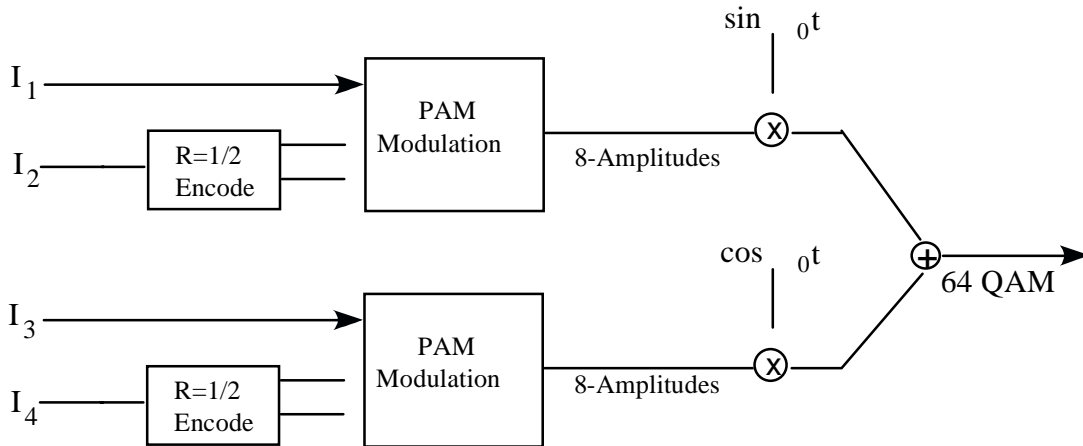 sin ₀t
I₁
PAM
Modulation
8-Amplitudes
X
I₂
R=1/2
Encode
cos ₀t
+
64 QAM
I₃
PAM
Modulation
8-Amplitudes
X
I₄
R=1/2
Encode